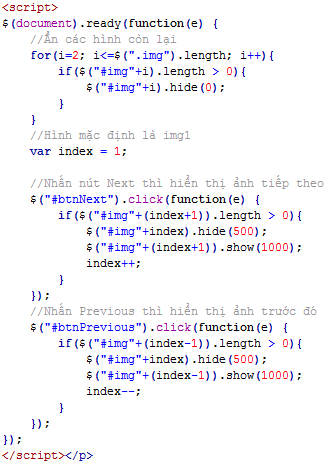 <script>
$(document).ready(function(e) {
//Ẩn các hình còn lại
for(i=2; i<=$(".img").length; i++){
if($("#img"+i).length > 0){
$("#img"+i).hide(0);
}
}
//Hình mặc định là img1
var index = 1;
//Nhấn nút Next thì hiển thị ảnh tiếp theo
$("#btnNext").click(function(e) {
if($("#img"+(index+1)).length > 0){
$("#img"+index).hide(500);
$("#img"+(index+1)).show(1000);
index++;
}
});
//Nhấn Previous thì hiển thị ảnh trước đó
$("#btnPrevious").click(function(e) {
if($("#img"+(index-1)).length > 0){
$("#img"+index).hide(500);
$("#img"+(index-1)).show(1000);
index--;
}
});
});
</script></p>